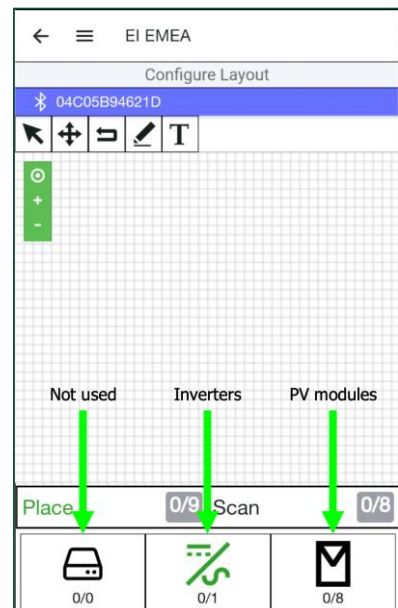 EI EMEA
Configure Layout
04C05B94621D
T
+
-
Not used Inverters PV modules
Place 0/9 Scan 0/8
0/0 0/1 0/8